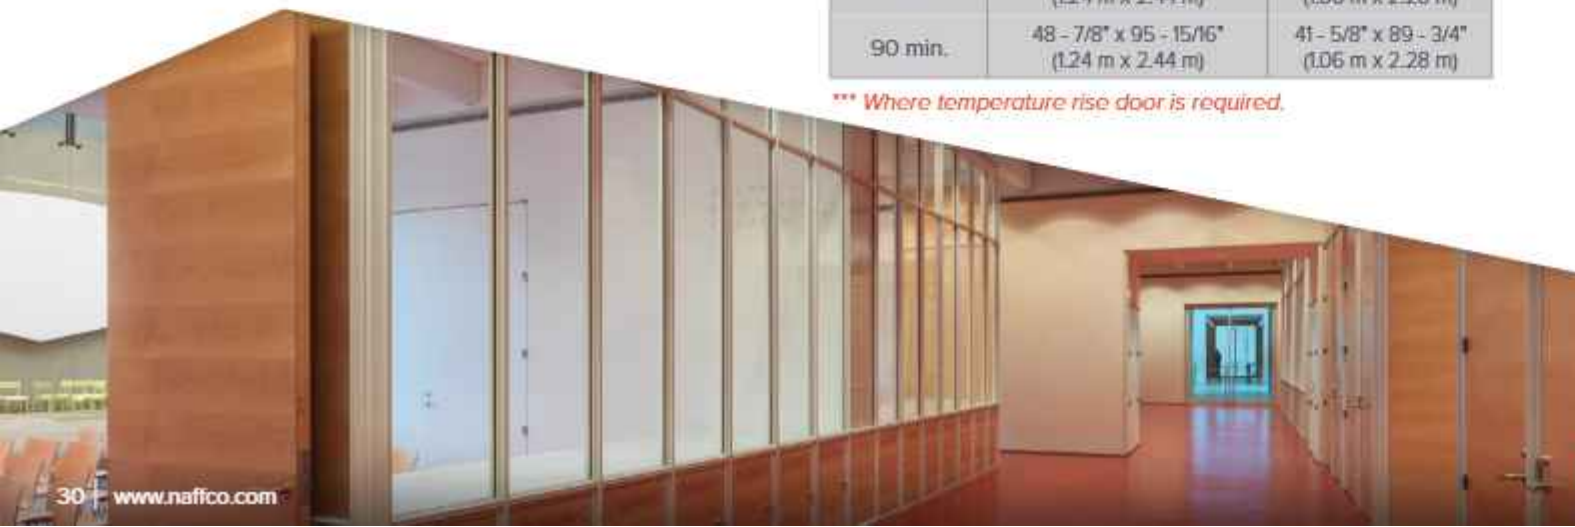 90 min.
48 - 7/8" x 95 - 15/16"
(1.24 m x 2.44 m)
41 - 5/8" x 89 - 3/4"
(1.06 m x 2.28 m)
*** Where temperature rise door is required.
30 | www.naffco.com